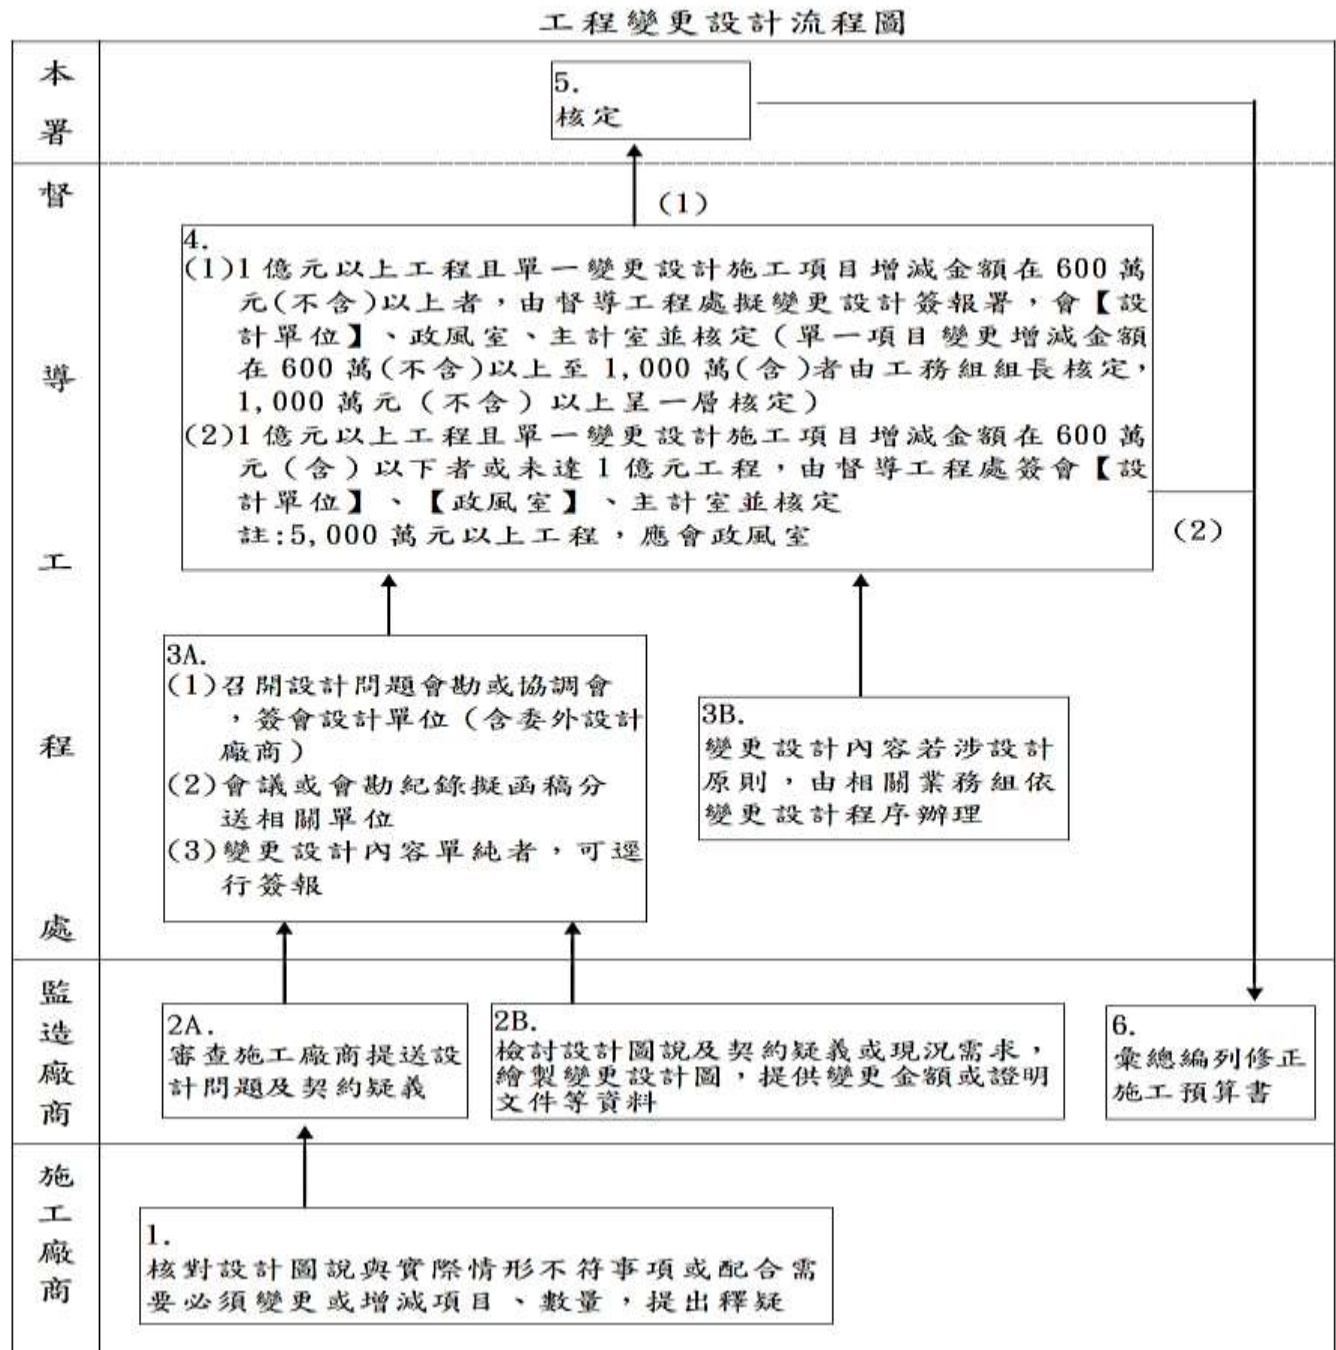 工程變更設計流程圖
本
署
5.
核定
督
導
工
程
處
(1)
4.
(1)1 億元以上工程且單一變更設計施工項目增減金額在 600 萬
元(不含)以上者，由督導工程處擬變更設計簽報署，會【設
計單位】、政風室、主計室並核定（單一項目變更增減金額
在 600 萬(不含)以上至 1,000 萬(含)者由工務組組長核定，
1,000 萬元（不含）以上呈一層核定）
(2)1 億元以上工程且單一變更設計施工項目增減金額在 600 萬
元（含）以下者或未達 1 億元工程，由督導工程處簽會【設
計單位】、【政風室】、主計室並核定
註:5,000 萬元以上工程，應會政風室
(2)
3A.
(1)召開設計問題會勘或協調會
，簽會設計單位（含委外設計
廠商）
(2)會議或會勘紀錄擬函稿分
送相關單位
(3)變更設計內容單純者，可逕
行簽報
3B.
變更設計內容若涉設計
原則，由相關業務組依
變更設計程序辦理
監
造
廠
商
2A.
審查施工廠商提送設
計問題及契約疑義
2B.
檢討設計圖說及契約疑義或現況需求，
繪製變更設計圖，提供變更金額或證明
文件等資料
6.
彙總編列修正
施工預算書
施
工
廠
商
1.
核對設計圖說與實際情形不符事項或配合需
要必須變更或增減項目、數量，提出釋疑